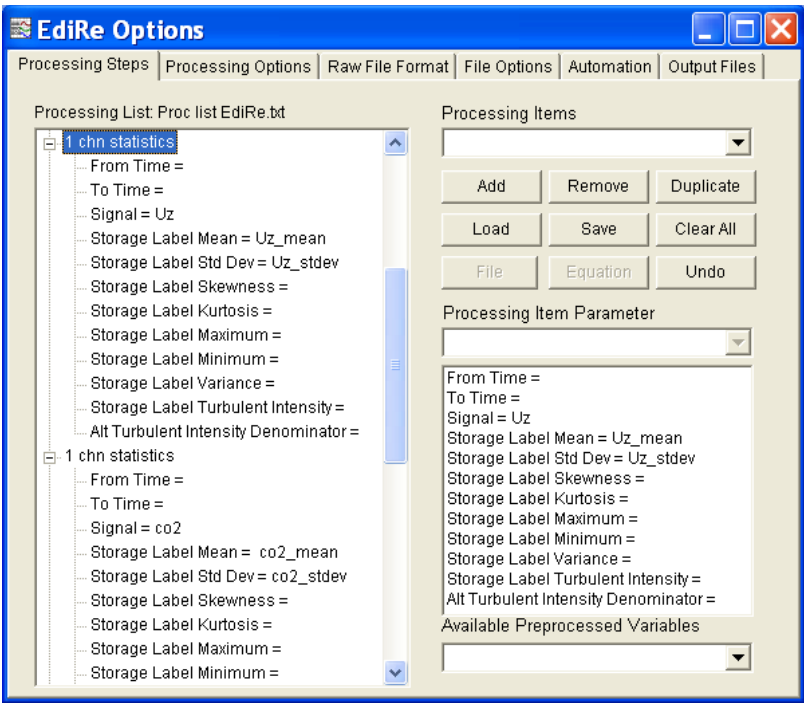 EdiRe Options
Processing Steps Processing Options Raw File Format File Options Automation Output Files
Processing List: Proc list EdiRe.txt
1 chn statistics
From Time =
To Time =
Signal = Uz
Storage Label Mean = Uz_mean
Storage Label Std Dev = Uz_stdev
Storage Label Skewness =
Storage Label Kurtosis =
Storage Label Maximum =
Storage Label Minimum =
Storage Label Variance =
Storage Label Turbulent Intensity =
Alt Turbulent Intensity Denominator =
1 chn statistics
From Time =
To Time =
Signal = co2
Storage Label Mean = co2_mean
Storage Label Std Dev = co2_stdev
Storage Label Skewness =
Storage Label Kurtosis =
Storage Label Maximum =
Storage Label Minimum =
Processing Items
Add Remove Duplicate
Load Save Clear All
File Equation Undo
Processing Item Parameter
From Time =
To Time =
Signal = Uz
Storage Label Mean = Uz_mean
Storage Label Std Dev = Uz_stdev
Storage Label Skewness =
Storage Label Kurtosis =
Storage Label Maximum =
Storage Label Minimum =
Storage Label Variance =
Storage Label Turbulent Intensity =
Alt Turbulent Intensity Denominator =
Available Preprocessed Variables